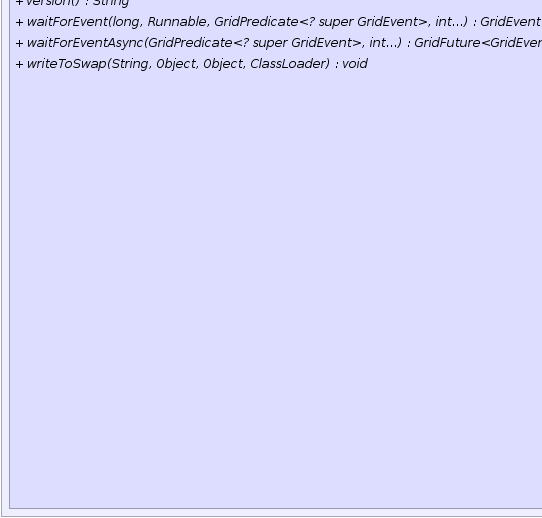 + version() : String
+ waitForEvent(long, Runnable, GridPredicate<? super GridEvent>, int...) : GridEvent
+ waitForEventAsync(GridPredicate<? super GridEvent>, int...) : GridFuture<GridEven
+ writeToSwap(String, Object, Object, ClassLoader) : void